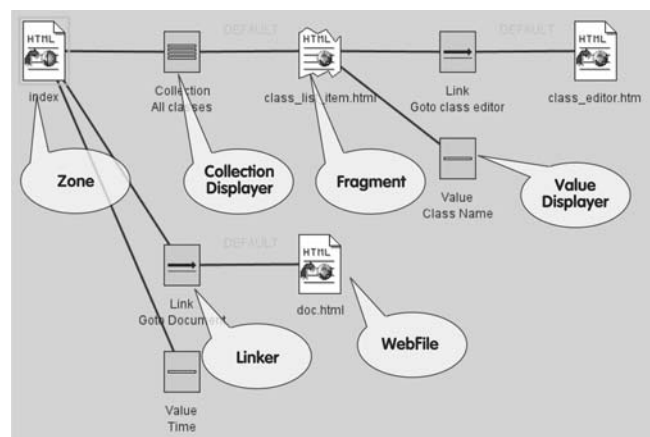 DEFAULT
DEFAULT
HTML
HTML
HTML
index
Collection
All classes
class_list_item.html
Link
Goto class editor
class_editor.htm
Zone
Collection
Displayer
Fragment
Value
Displayer
Value
Class Name
DEFAULT
HTML
Link
Goto Document
doc.html
Linker
WebFile
Value
Time